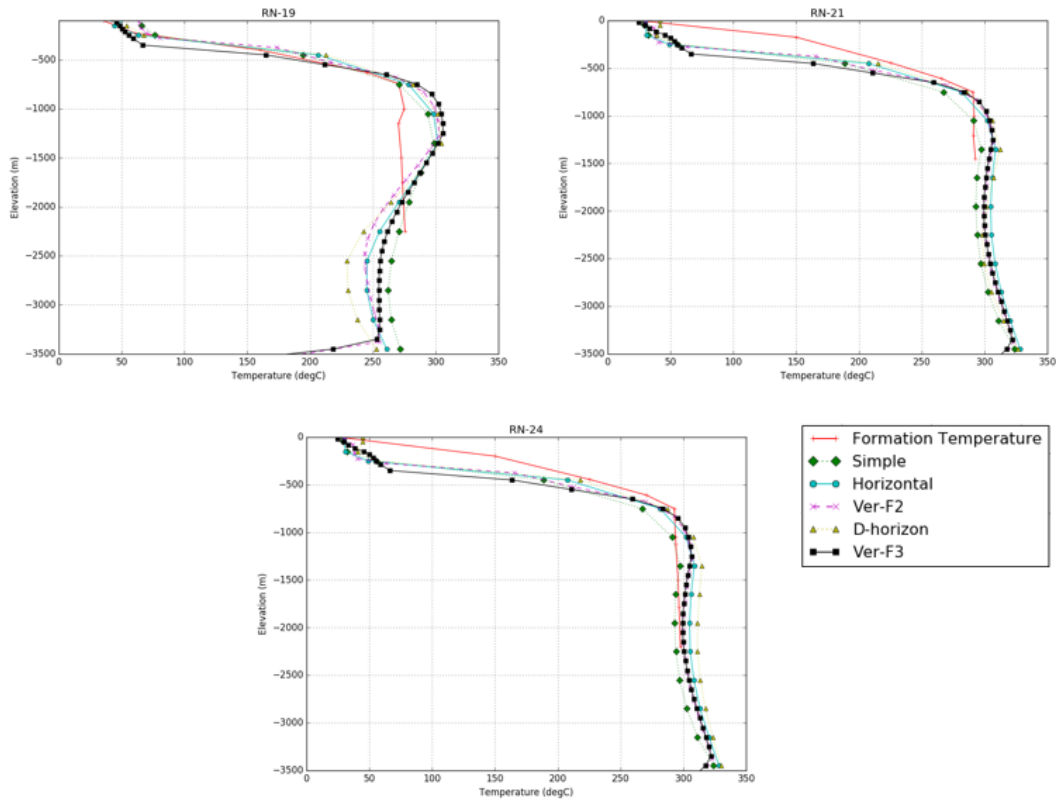 RN-19
0
−500
−1000
−1500
−2000
−2500
−3000
−3500
Elevation (m)
0 50 100 150 200 250 300 350
Temperature (degC)
RN-21
0
−500
−1000
−1500
−2000
−2500
−3000
−3500
Elevation (m)
0 50 100 150 200 250 300 350
Temperature (degC)
RN-24
0
−500
−1000
−1500
−2000
−2500
−3000
−3500
Elevation (m)
0 50 100 150 200 250 300 350
Temperature (degC)
Formation Temperature
Simple
Horizontal
Ver-F2
D-horizon
Ver-F3